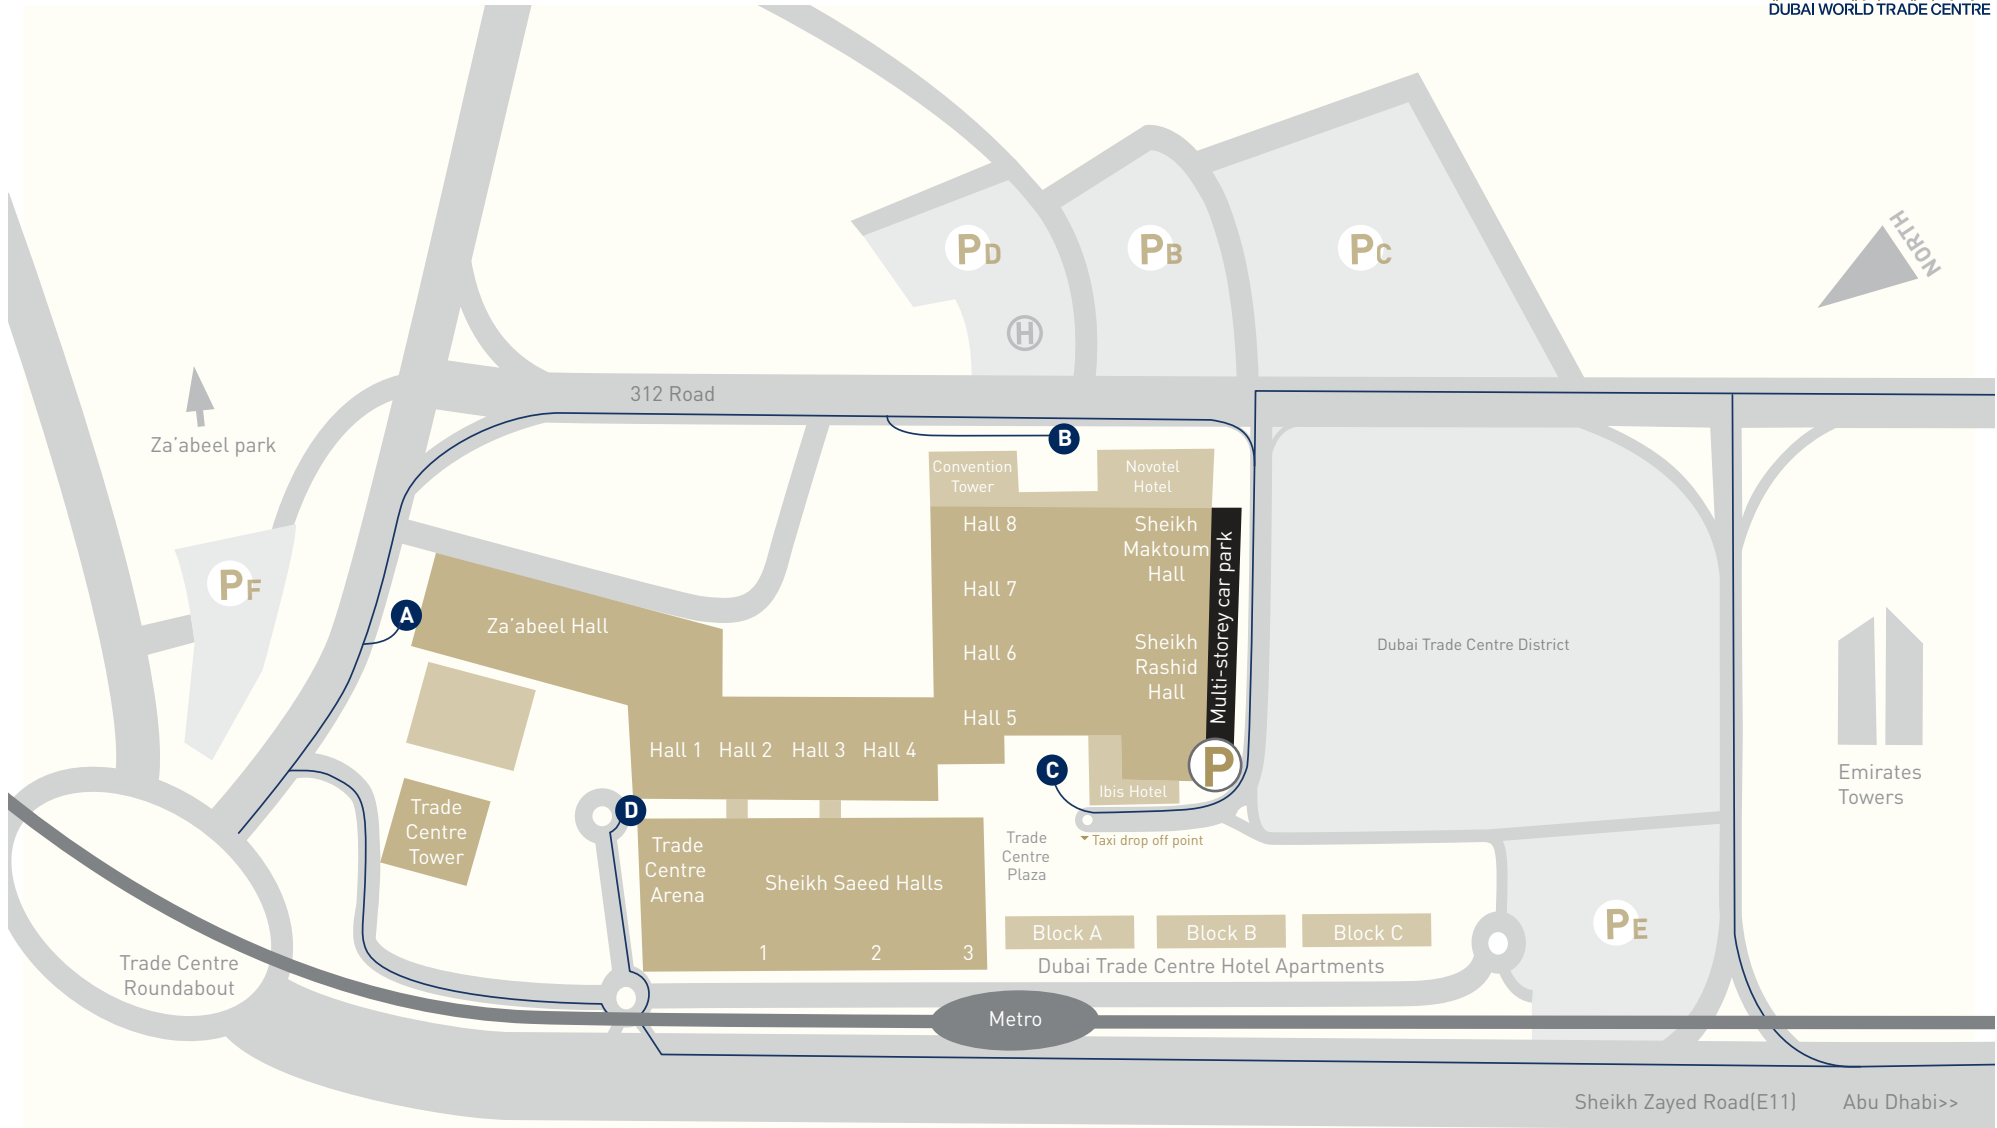 DUBAI WORLD TRADE CENTRE
NORTH
PD
PB
PC
H
312 Road
Za'abeel park
B
Convention
Tower
Novotel
Hotel
Hall 8
Sheikh
Maktoum
Hall
Multi-storey car park
Hall 7
PF
A
Za'abeel Hall
Hall 6
Sheikh
Rashid
Hall
Dubai Trade Centre District
Hall 5
Hall 1
Hall 2
Hall 3
Hall 4
C
P
Ibis Hotel
Emirates
Towers
Trade
Centre
Tower
D
Trade
Centre
Arena
Sheikh Saeed Halls
1
2
3
Trade
Centre
Plaza
Taxi drop off point
Block A
Block B
Block C
Dubai Trade Centre Hotel Apartments
PE
Trade Centre
Roundabout
Metro
Sheikh Zayed Road(E11)
Abu Dhabi>>